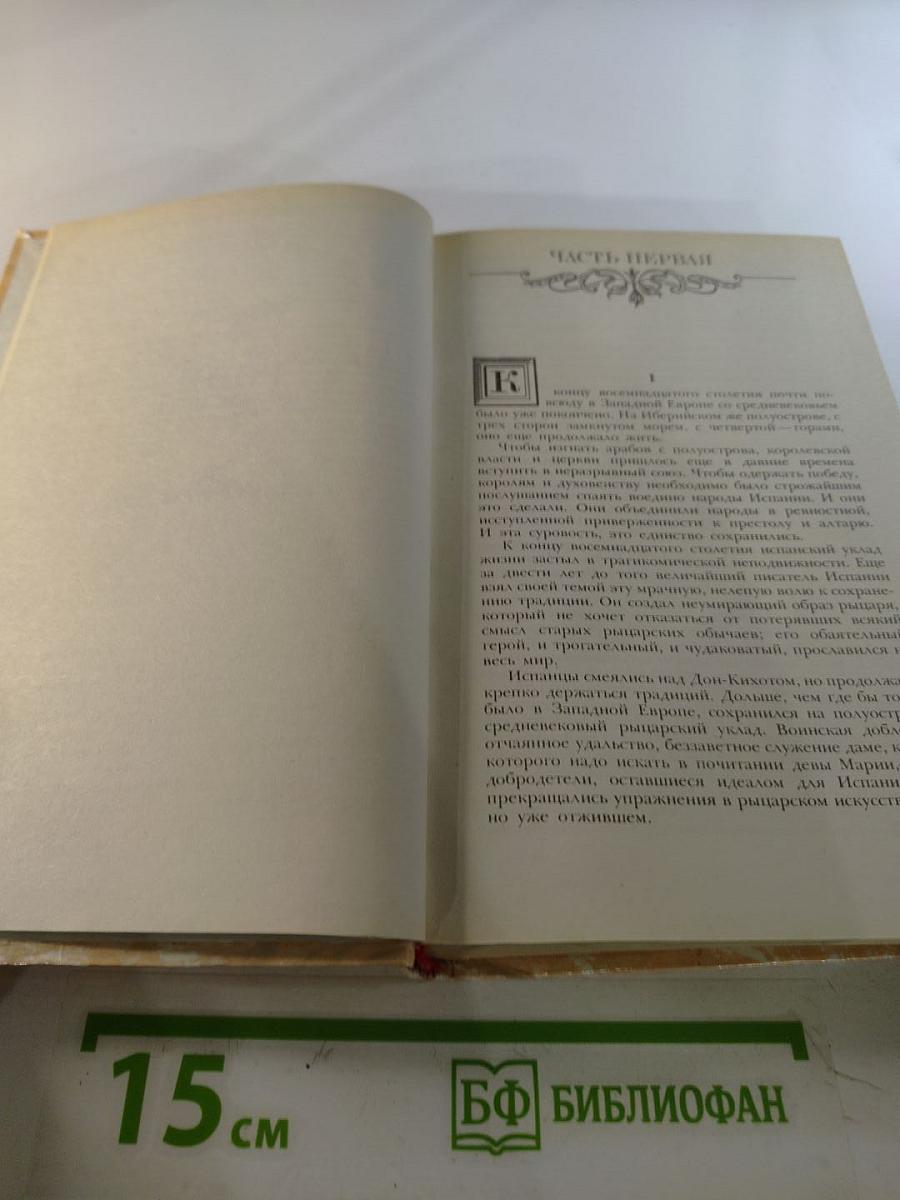 ЧАСТЬ ПЕРВАЯ
I
К концу восемнадцатого столетия почти по-
всюду в Западной Европе со средневековьем
было уже покончено. На Иберийском же полуострове, с
трех сторон замкнутом морем, с четвертой — горами,
оно еще продолжало жить.
Чтобы изгнать арабов с полуострова, королевской
власти и церкви пришлось еще в давние времена
вступить в неразрывный союз. Чтобы одержать победу,
королям и духовенству необходимо было строжайшим
послушанием спаять воедино народы Испании. И они
это сделали. Они объединили народы в ревностной,
исступленной приверженности к престолу и алтарю.
И эта суровость, это единство сохранились.
К концу восемнадцатого столетия испанский уклад
жизни застыл в трагикомической неподвижности. Еще
за двести лет до того величайший писатель Испании
взял своей темой эту мрачную, нелепую волю к сохране-
нию традиции. Он создал неумирающий образ рыцаря,
который не хочет отказаться от потерявших всякий
смысл старых рыцарских обычаев; его обаятельный
герой, и трогательный, и чудаковатый, прославился н
весь мир.
Испанцы смеялись над Дон-Кихотом, но продолжа
крепко держаться традиций. Дольше, чем где бы то
было в Западной Европе, сохранился на полуостр
средневековый рыцарский уклад. Воинская добл
отчаянное удальство, беззаветное служение даме, к
которого надо искать в почитании девы Марии,
добродетели, оставшиеся идеалом для Испани
прекращались упражнения в рыцарском искусств
но уже отжившем.
15 см
БФ БИБЛИОФАН